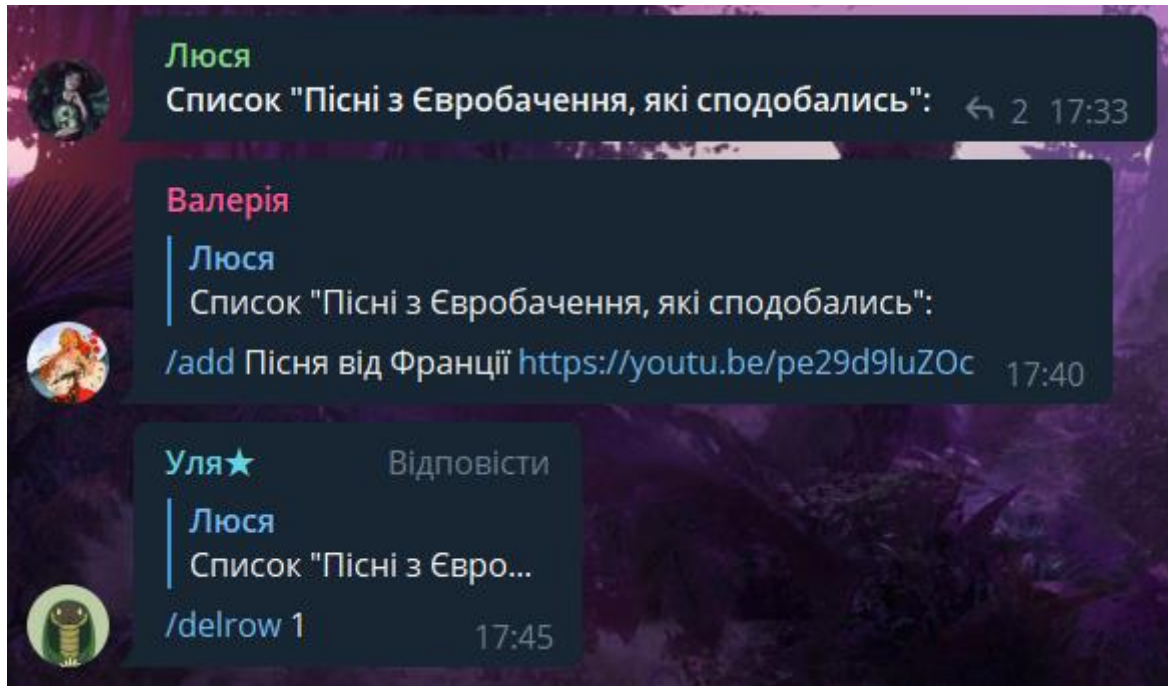 Люся
Список "Пісні з Євробачення, які сподобались": 2 17:33
Валерія
Люся
Список "Пісні з Євробачення, які сподобались":
/add Пісня від Франції https://youtu.be/pe29d9luZOc 17:40
Уля★ Відповісти
Люся
Список "Пісні з Євро...
/delrow 1 17:45